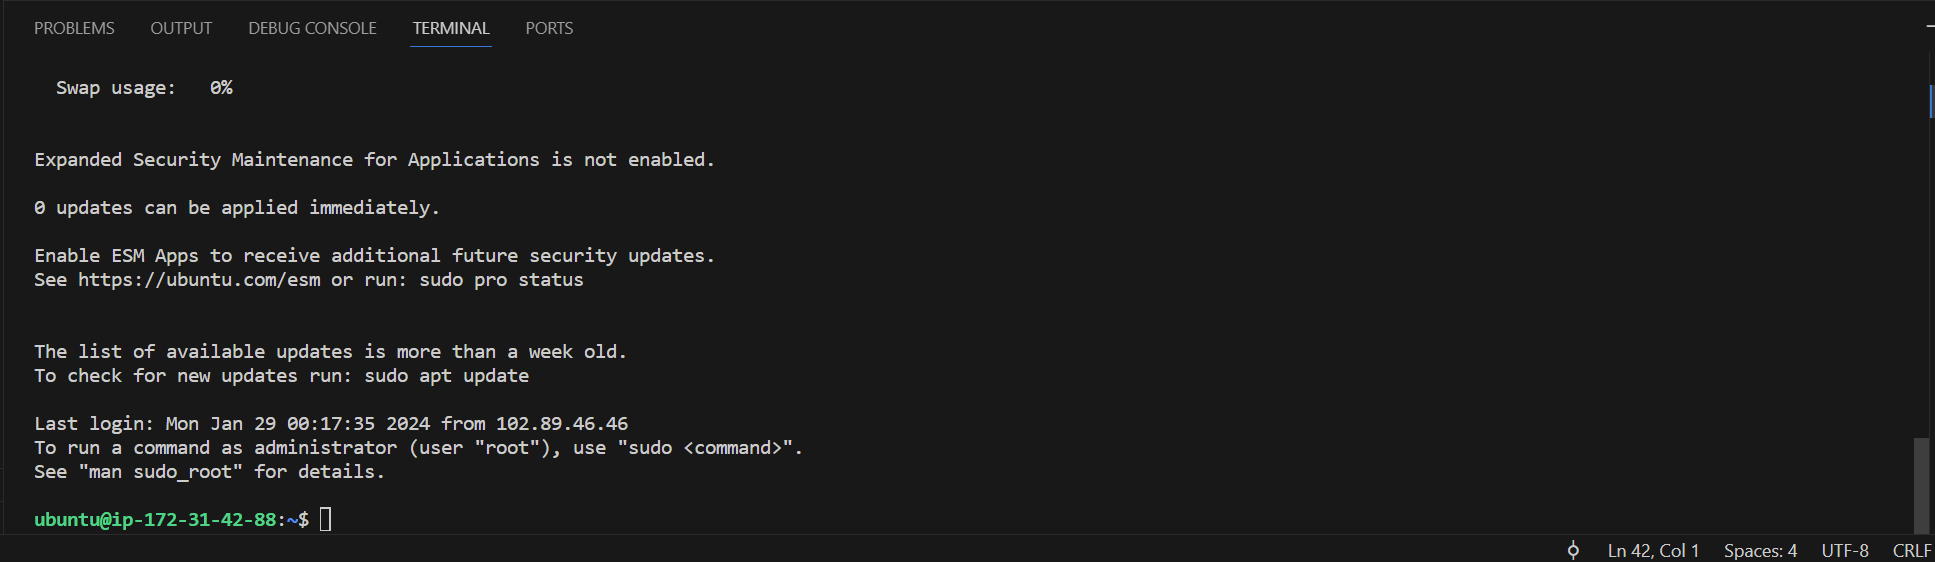 PROBLEMS OUTPUT DEBUG CONSOLE TERMINAL PORTS
Swap usage: 0%
Expanded Security Maintenance for Applications is not enabled.
0 updates can be applied immediately.
Enable ESM Apps to receive additional future security updates.
See https://ubuntu.com/esm or run: sudo pro status
The list of available updates is more than a week old.
To check for new updates run: sudo apt update
Last login: Mon Jan 29 00:17:35 2024 from 102.89.46.46
To run a command as administrator (user "root"), use "sudo <command>".
See "man sudo_root" for details.
ubuntu@ip-172-31-42-88:~$
Ln 42, Col 1 Spaces: 4 UTF-8 CRLF